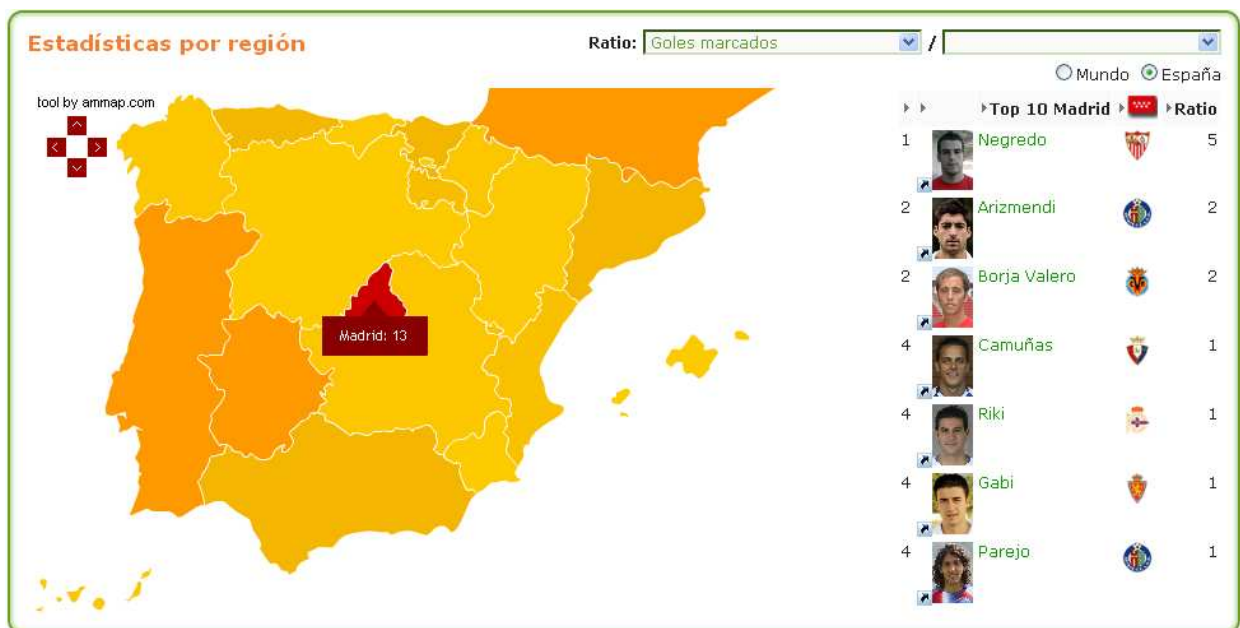 Estadísticas por región
Ratio: Goles marcados /
Mundo España
tool by ammap.com
Top 10 Madrid Ratio
1 Negredo 5
2 Arizmendi 2
2 Borja Valero 2
4 Camuñas 1
4 Riki 1
4 Gabi 1
4 Parejo 1
Madrid: 13